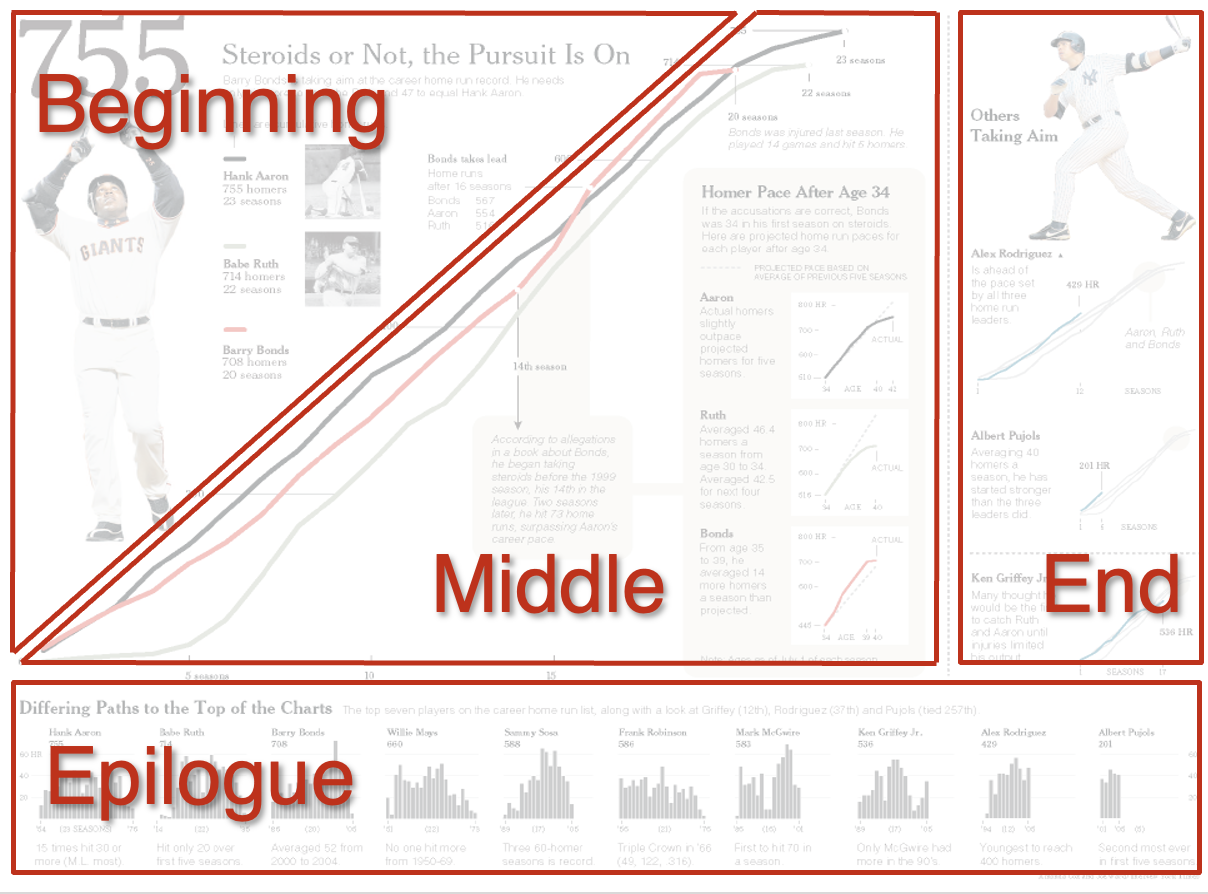 755
Steroids or Not, the Pursuit Is On
Barry Bonds taking aim at the career home run record. He needs
47 to equal Hank Aaron.
Beginning
Hank Aaron
755 homers
23 seasons
Babe Ruth
714 homers
22 seasons
Barry Bonds
708 homers
20 seasons
GIANTS
Bonds takes lead
Home runs
after 16 seasons
Bonds 567
Aaron 554
Ruth
14th season
According to allegations
in a book about Bonds,
he began taking
steroids before the 1999
season, his 14th in the
league. Two seasons
later, he hit 73 home
runs, surpassing Aaron's
career pace.
5 seasons
10
15
Middle
23 seasons
22 seasons
20 seasons
Bonds was injured last season. He
played 14 games and hit 5 homers
Homer Pace After Age 34
If the accusations are correct, Bonds
was 34 in his first season on steroids.
Here are projected home run paces for
each player after age 34.
PROJECTED PACE BASED ON
AVERAGE OF PREVIOUS FIVE SEASONS
Aaron
Actual homers
slightly
outpace
projected
homers for five
seasons
800 HR
700
600
510
ACTUAL
34 AGE 40 42
Ruth
Averaged 46.4
homers a
season from
age 30 to 34.
Averaged 42.5
for next four
seasons
800 HR
700
600
516
ACTUAL
34 AGE 40
Bonds
From age 35
to 39, he
averaged 14
more homers
a season than
projected
800 HR
700
600
445
ACTUAL
34 AGE 39 40
Note: Ages as of July 1 of each season
Others
Taking Aim
Alex Rodriguez ▲
Is ahead of
the pace set
by all three
home run
leaders.
429 HR
Aaron, Ruth
and Bonds
1 12 SEASONS
Albert Pujols
Averaging 40
homers a
season, he has
started stronger
than the three
leaders did.
201 HR
1 5 SEASONS
Ken Griffey Jr.
Many thought
would be the
to catch Ruth
and Aaron until
injuries limited
his output.
536 HR
1 SEASONS 17
End
Differing Paths to the Top of the Charts The top seven players on the career home run list, along with a look at Griffey (12th), Rodriguez (37th) and Pujols (tied 257th)
Hank Aaron
755
60 HR
40
20
'54 (23 SEASONS) '76
15 times hit 30 or
more (M.L. most).
Babe Ruth
714
'14 (22)
Hit only 20 over
first five seasons.
Barry Bonds
708
'86 (20) '05
Averaged 52 from
2000 to 2004
Willie Mays
660
'51 (22) '73
No one hit more
from 1950-69
Sammy Sosa
588
'89 (17) '05
Three 60-homer
seasons is record
Frank Robinson
586
'56 (21) '76
Triple Crown in '66
(49, 122, .316).
Mark McGwire
583
'86 (16) '01
First to hit 70 in
a season.
Ken Griffey Jr.
536
'89 (17) '05
Only McGwire had
more in the 90's.
Alex Rodriguez
429
'94 (12) '05
Youngest to reach
400 homers.
Albert Pujols
201
'01 '05 (5)
Second most ever
in first five seasons
Epilogue